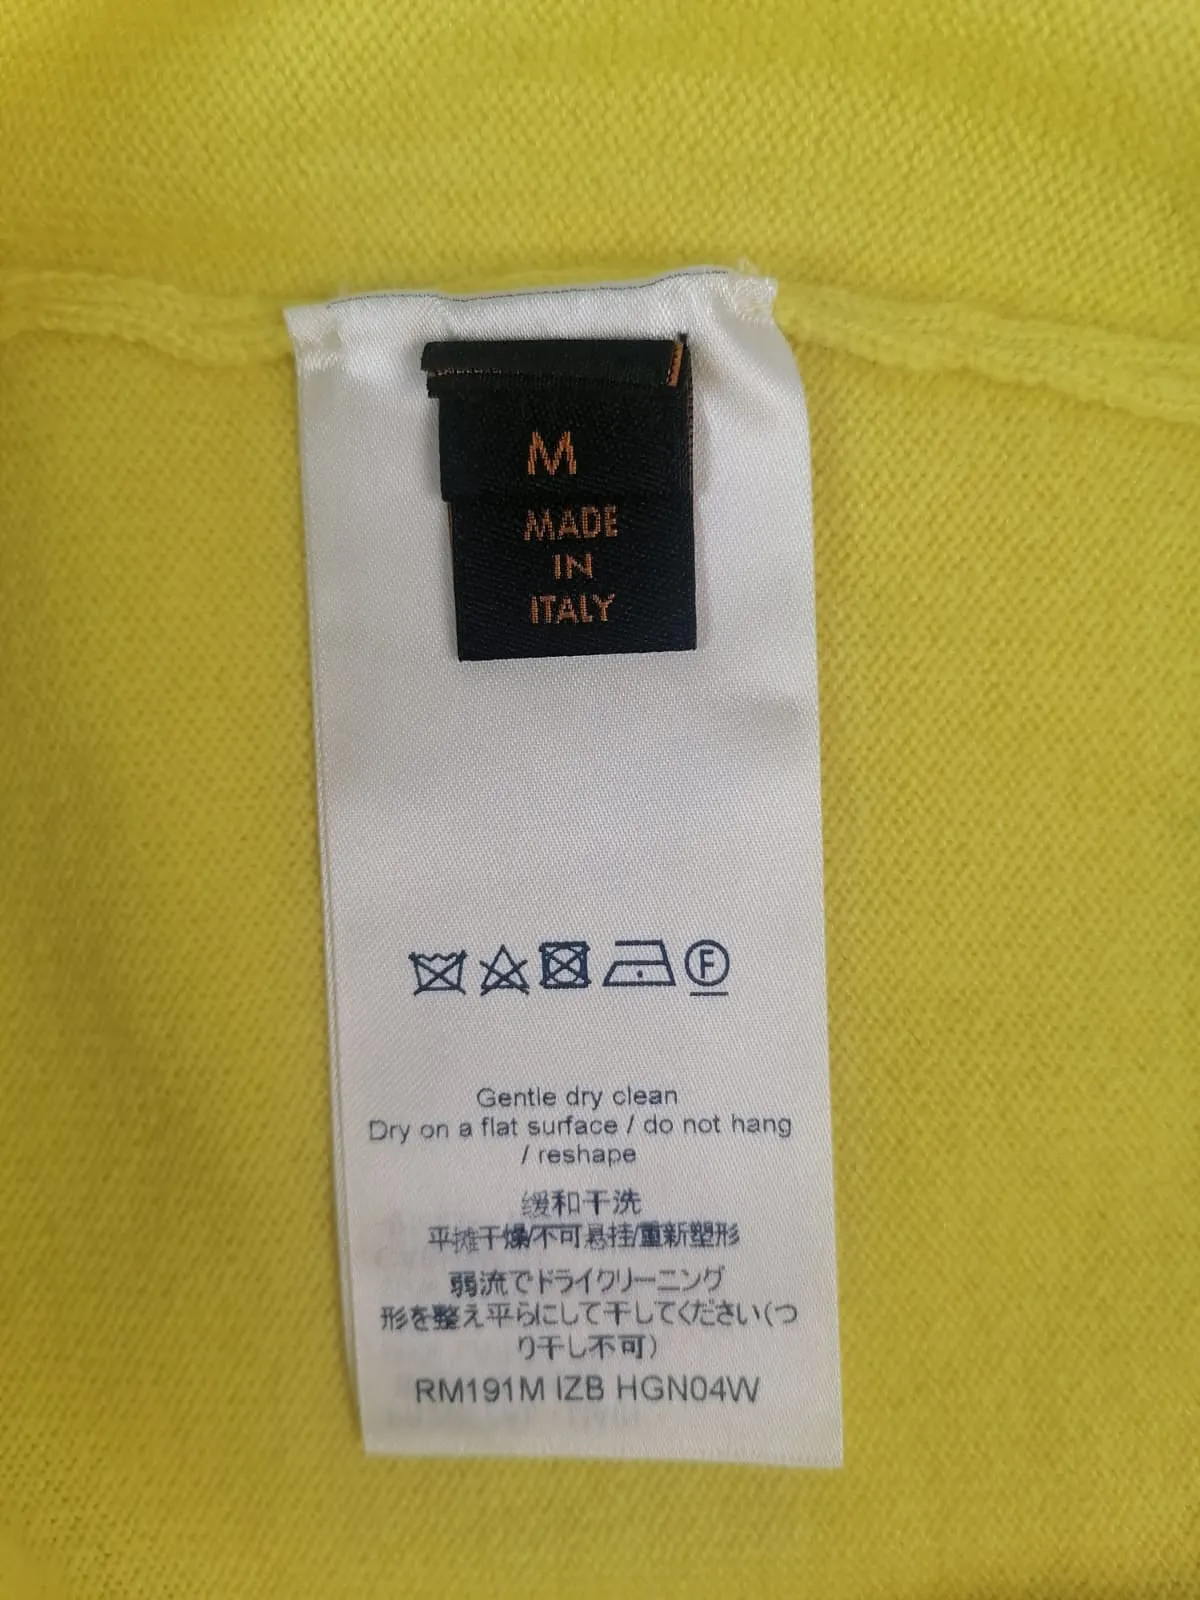 M
MADE
IN
ITALY
F
Gentle dry clean
Dry on a flat surface / do not hang
/ reshape
缓和干洗
平摊干燥/不可悬挂/重新塑形
弱流でドライクリーニング
形を整え平らにして干してください(つ
り干し不可)
RM191M IZB HGN04W